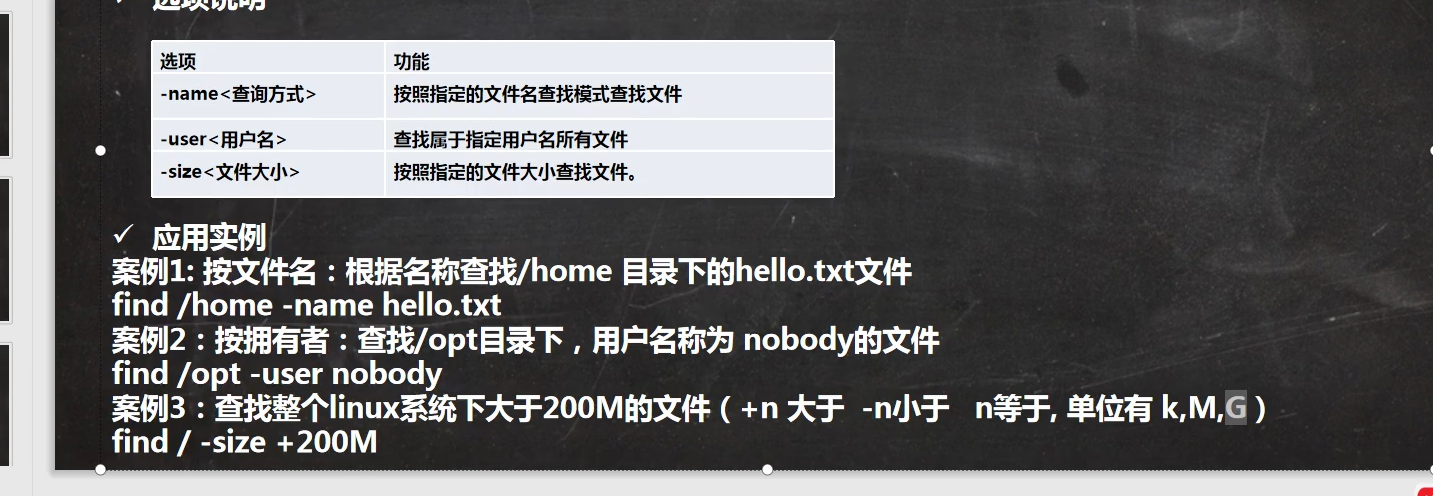 选项说明
选项 功能
-name<查询方式> 按照指定的文件名查找模式查找文件
-user<用户名> 查找属于指定用户名所有文件
-size<文件大小> 按照指定的文件大小查找文件。
✓ 应用实例
案例1: 按文件名：根据名称查找/home 目录下的hello.txt文件
find /home -name hello.txt
案例2：按拥有者：查找/opt目录下，用户名称为 nobody的文件
find /opt -user nobody
案例3：查找整个linux系统下大于200M的文件（+n 大于 -n小于 n等于, 单位有 k,M,G）
find / -size +200M